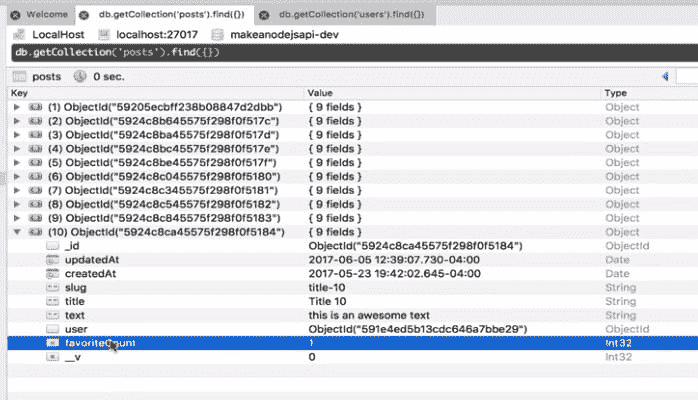 Welcome db.getCollection('posts').find({}) db.getCollection('users').find({})
LocalHost localhost:27017 makeanodejsapi-dev
db.getCollection('posts').find({})
posts 0 sec.
Key Value Type
(1) ObjectId("59205ecbff238b08847d2dbb") { 9 fields } Object
(2) ObjectId("5924c8b645575f298f0f517c") { 9 fields } Object
(3) ObjectId("5924c8ba45575f298f0f517d") { 9 fields } Object
(4) ObjectId("5924c8bc45575f298f0f517e") { 9 fields } Object
(5) ObjectId("5924c8be45575f298f0f517f") { 9 fields } Object
(6) ObjectId("5924c8c045575f298f0f5180") { 9 fields } Object
(7) ObjectId("5924c8c345575f298f0f5181") { 9 fields } Object
(8) ObjectId("5924c8c545575f298f0f5182") { 9 fields } Object
(9) ObjectId("5924c8c845575f298f0f5183") { 9 fields } Object
(10) ObjectId("5924c8ca45575f298f0f5184") { 9 fields } Object
_id ObjectId("5924c8ca45575f298f0f5184") ObjectId
updatedAt 2017-06-05 12:39:07.730-04:00 Date
createdAt 2017-05-23 19:42:02.645-04:00 Date
slug title-10 String
title Title 10 String
text this is an awesome text String
user ObjectId("591e4ed5b13cdc646a7bbe29") ObjectId
favoriteCount 1 Int32
__v 0 Int32